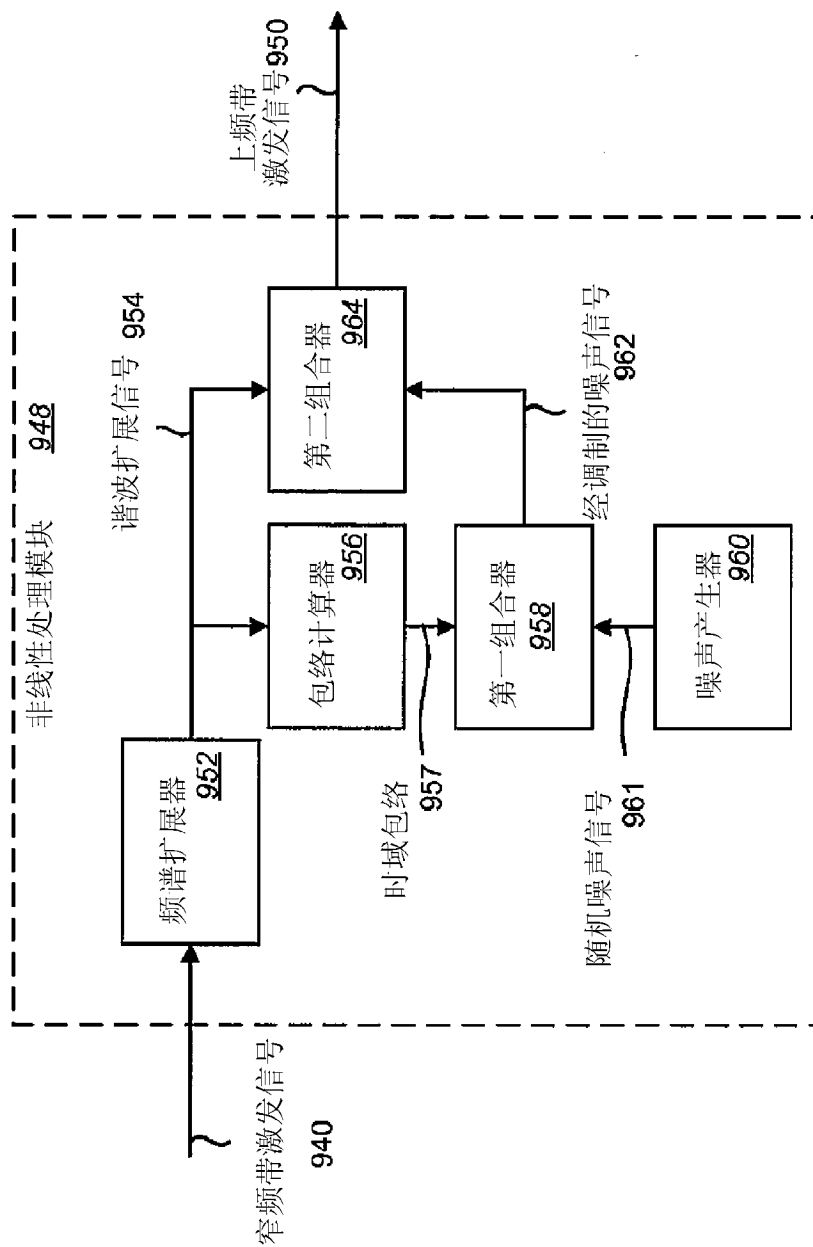 非线性处理模块 948
窄频带激发信号
940
频谱扩展器
952
谐波扩展信号 954
包络计算器
956
时域包络
957
第一组合器
958
随机噪声信号
961
噪声产生器
960
经调制的噪声信号
962
第二组合器
964
上频带
激发信号950